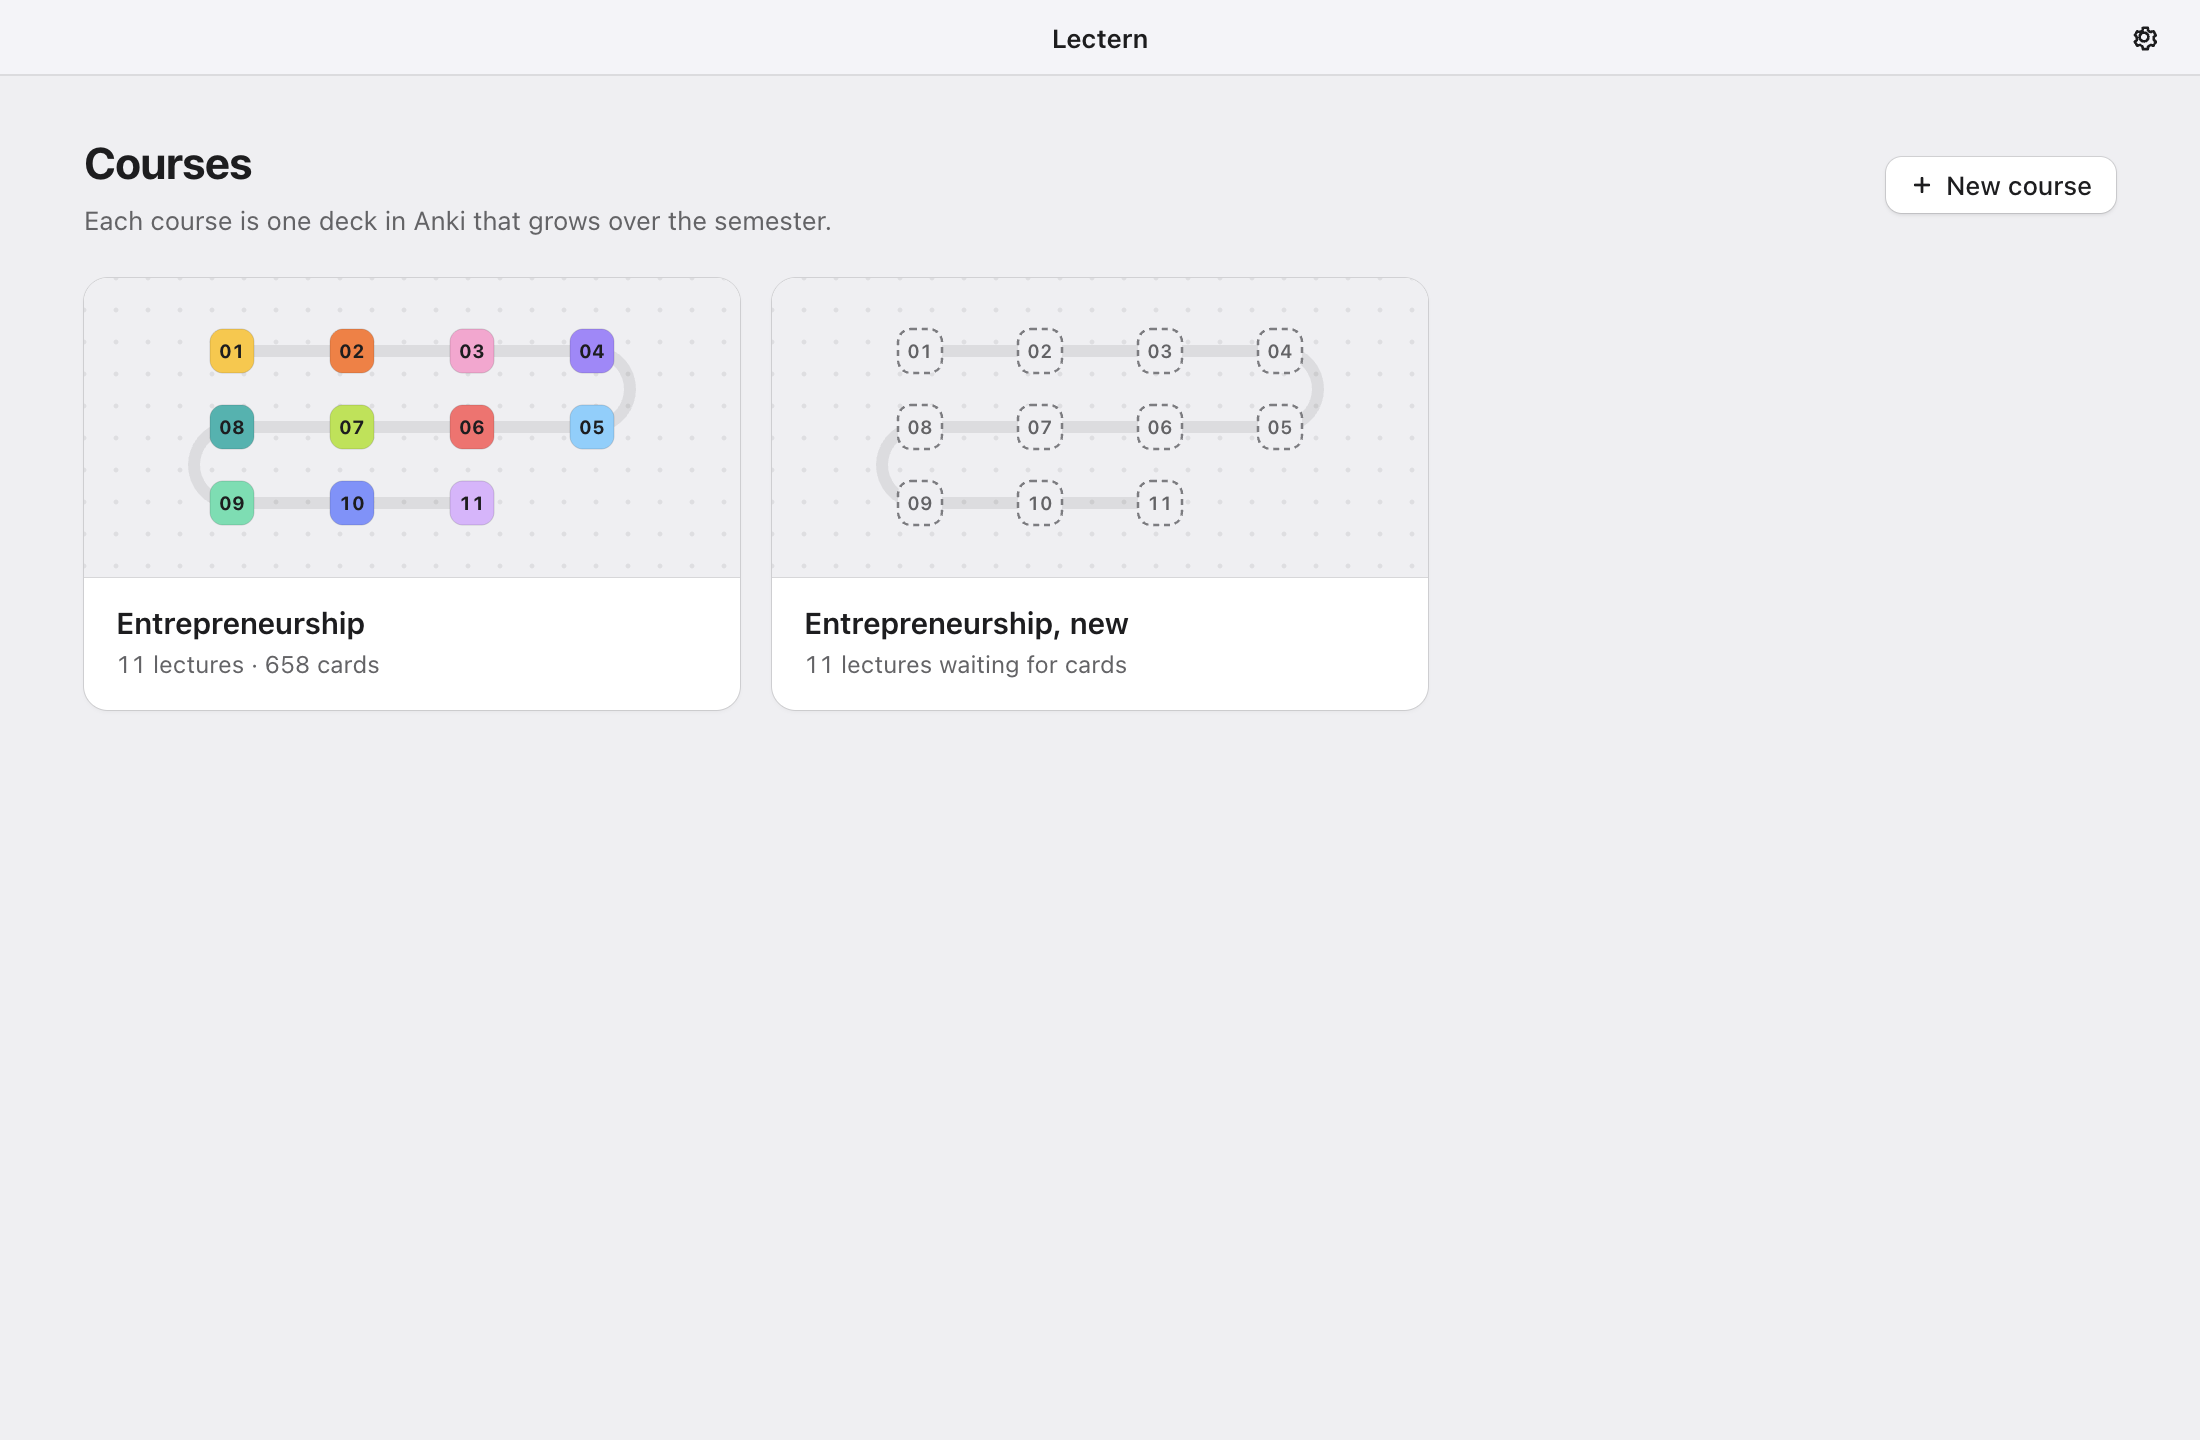 Lectern
Courses
Each course is one deck in Anki that grows over the semester.
+ New course
01 02 03 04
08 07 06 05
09 10 11
Entrepreneurship
11 lectures · 658 cards
01 02 03 04
08 07 06 05
09 10 11
Entrepreneurship, new
11 lectures waiting for cards